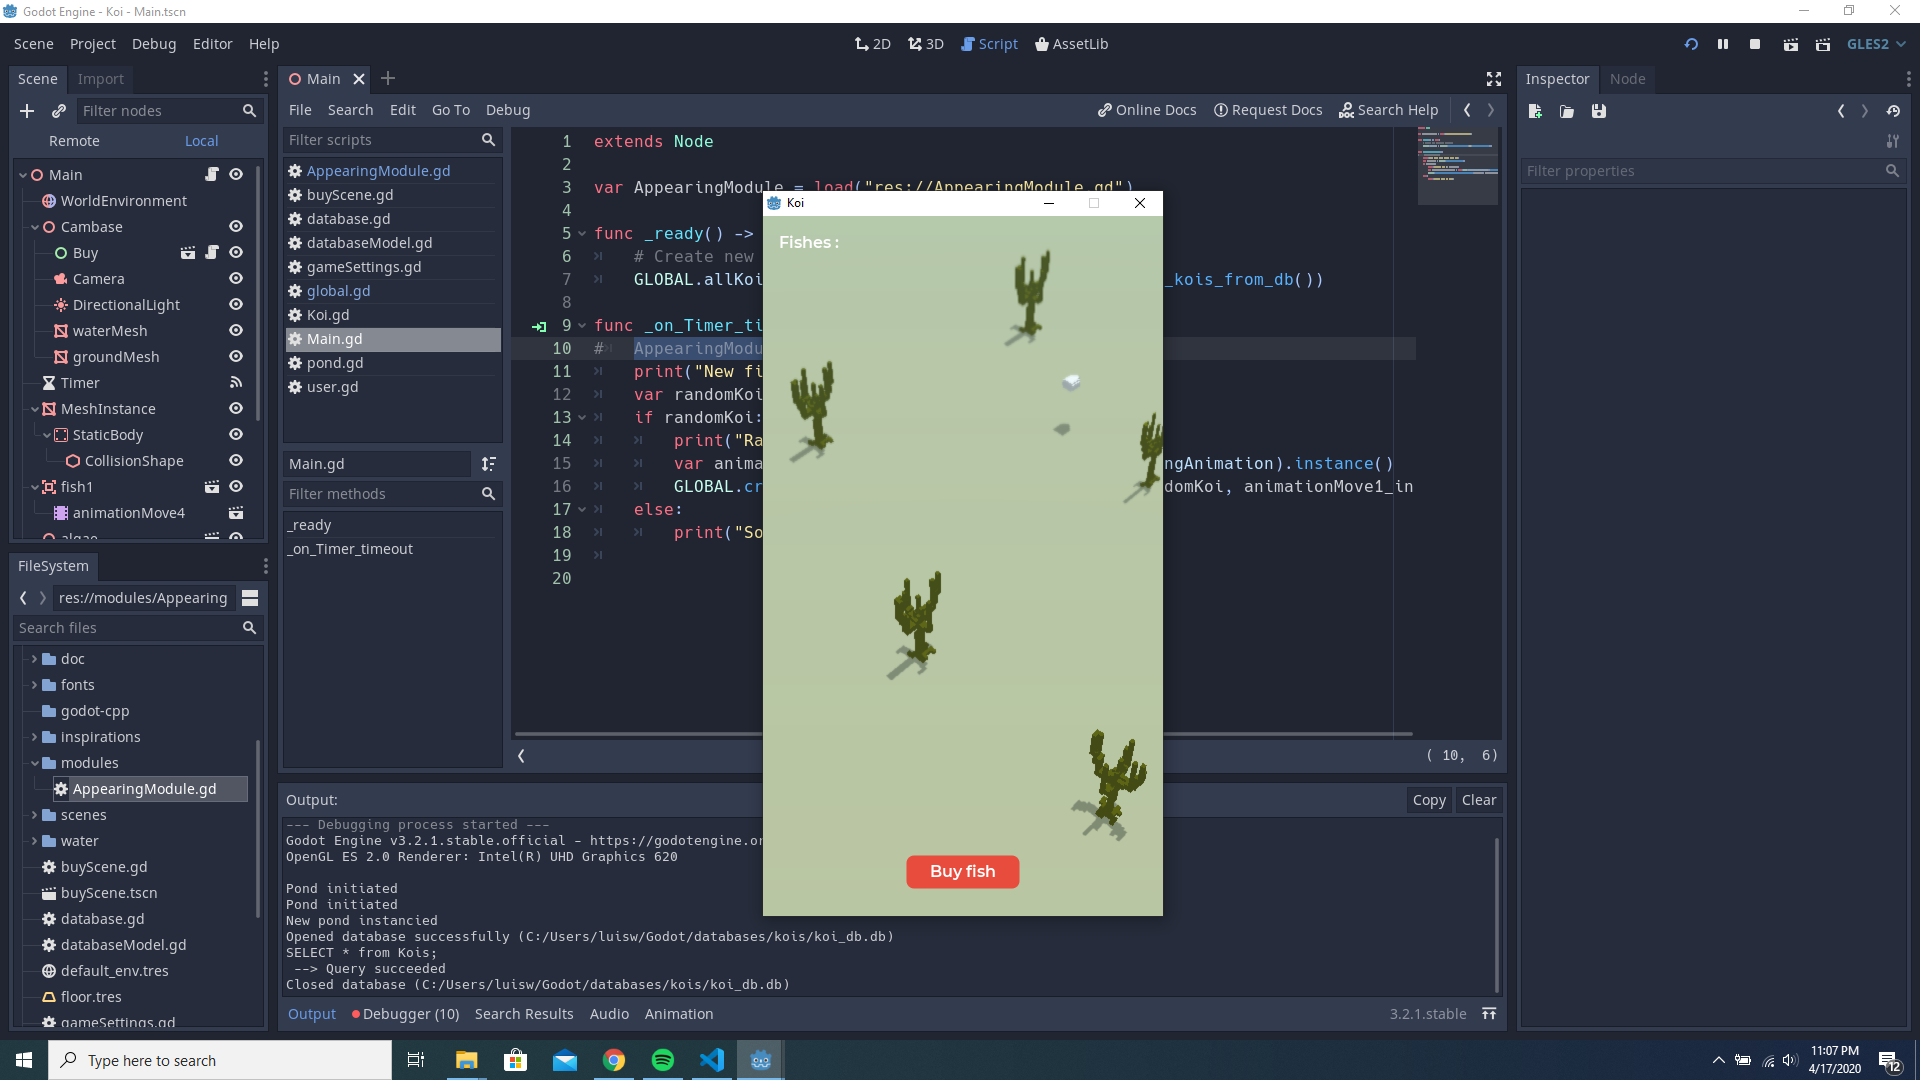 Godot Engine - Koi - Main.tscn
Scene Project Debug Editor Help
2D 3D Script AssetLib
GLES2
Scene Import
Filter nodes
Remote Local
Main
WorldEnvironment
Cambase
Buy
Camera
DirectionalLight
waterMesh
groundMesh
Timer
MeshInstance
StaticBody
CollisionShape
fish1
animationMove4
algae
FileSystem
res://modules/Appearing
Search files
doc
fonts
godot-cpp
inspirations
modules
AppearingModule.gd
scenes
water
buyScene.gd
buyScene.tscn
database.gd
databaseModel.gd
default_env.tres
floor.tres
gameSettings.gd
Main
File Search Edit Go To Debug
Online Docs Request Docs Search Help
Filter scripts
AppearingModule.gd
buyScene.gd
database.gd
databaseModel.gd
gameSettings.gd
global.gd
Koi.gd
Main.gd
pond.gd
user.gd
Main.gd
Filter methods
_ready
_on_Timer_timeout
1 extends Node
2
3 var AppearingModule = load("res://AppearingModule.gd")
4
5 func _ready() ->
6 # Create new
7 GLOBAL.allKoi _kois_from_db())
8
9 func _on_Timer_ti
10 # AppearingModu
11 print("New fi
12 var randomKoi
13 if randomKoi:
14 print("Ra
15 var anima ngAnimation).instance()
16 GLOBAL.cr domKoi, animationMove1_in
17 else:
18 print("So
19
20
( 10, 6)
Koi
Fishes :
Buy fish
Output:
Copy Clear
--- Debugging process started ---
Godot Engine v3.2.1.stable.official - https://godotengine.or
OpenGL ES 2.0 Renderer: Intel(R) UHD Graphics 620
Pond initiated
Pond initiated
New pond instancied
Opened database successfully (C:/Users/luisw/Godot/databases/kois/koi_db.db)
SELECT * from Kois;
--> Query succeeded
Closed database (C:/Users/luisw/Godot/databases/kois/koi_db.db)
Output Debugger (10) Search Results Audio Animation
3.2.1.stable
Inspector Node
Filter properties
Type here to search
11:07 PM
4/17/2020
12